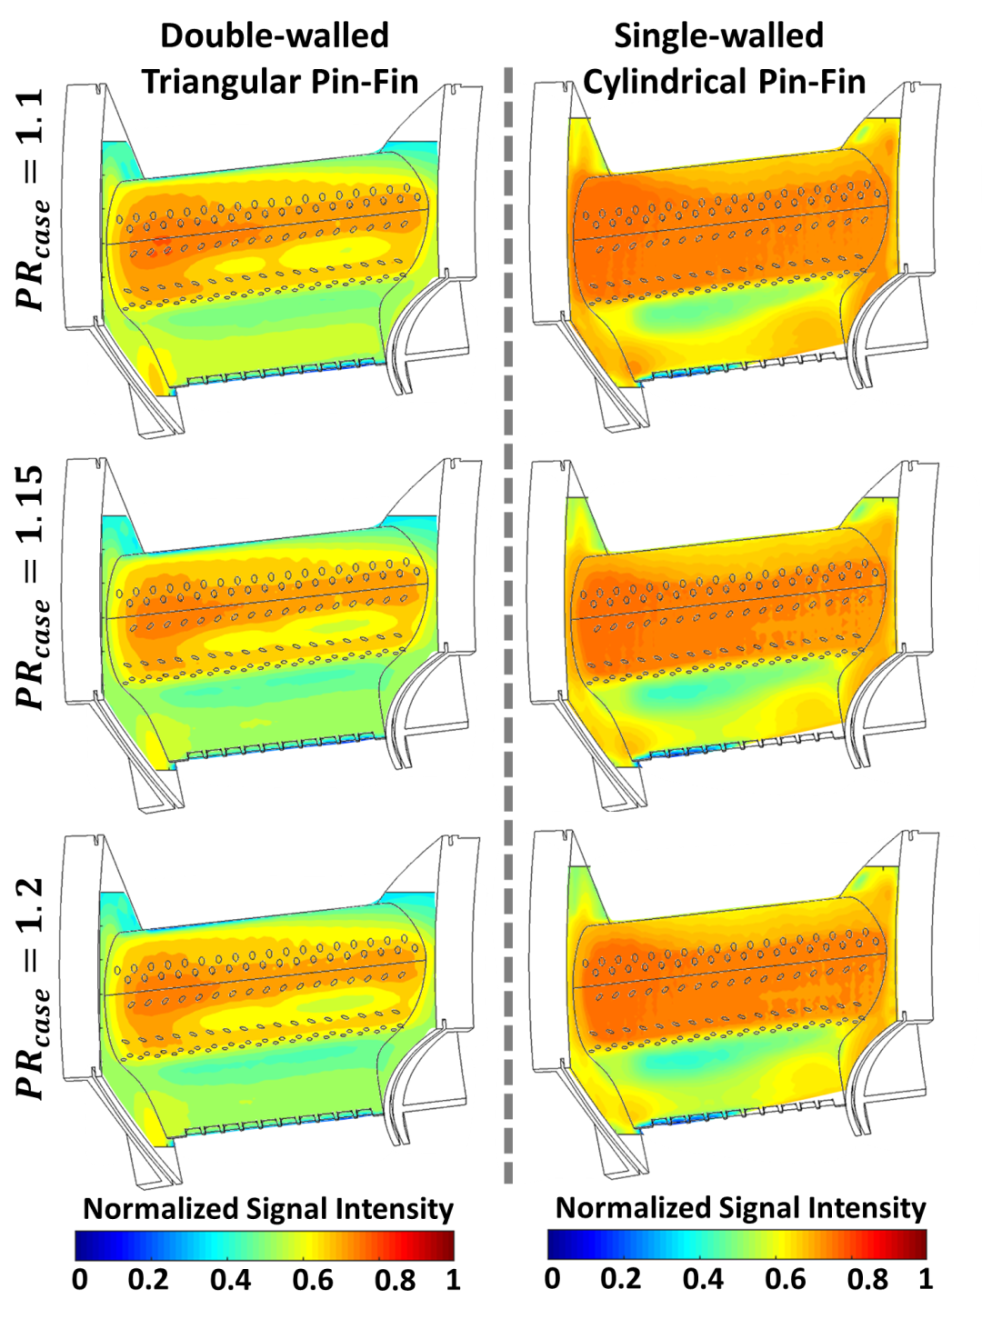 Double-walled
Triangular Pin-Fin
Single-walled
Cylindrical Pin-Fin
PRcase = 1.1
PRcase = 1.15
PRcase = 1.2
Normalized Signal Intensity
0 0.2 0.4 0.6 0.8 1
Normalized Signal Intensity
0 0.2 0.4 0.6 0.8 1